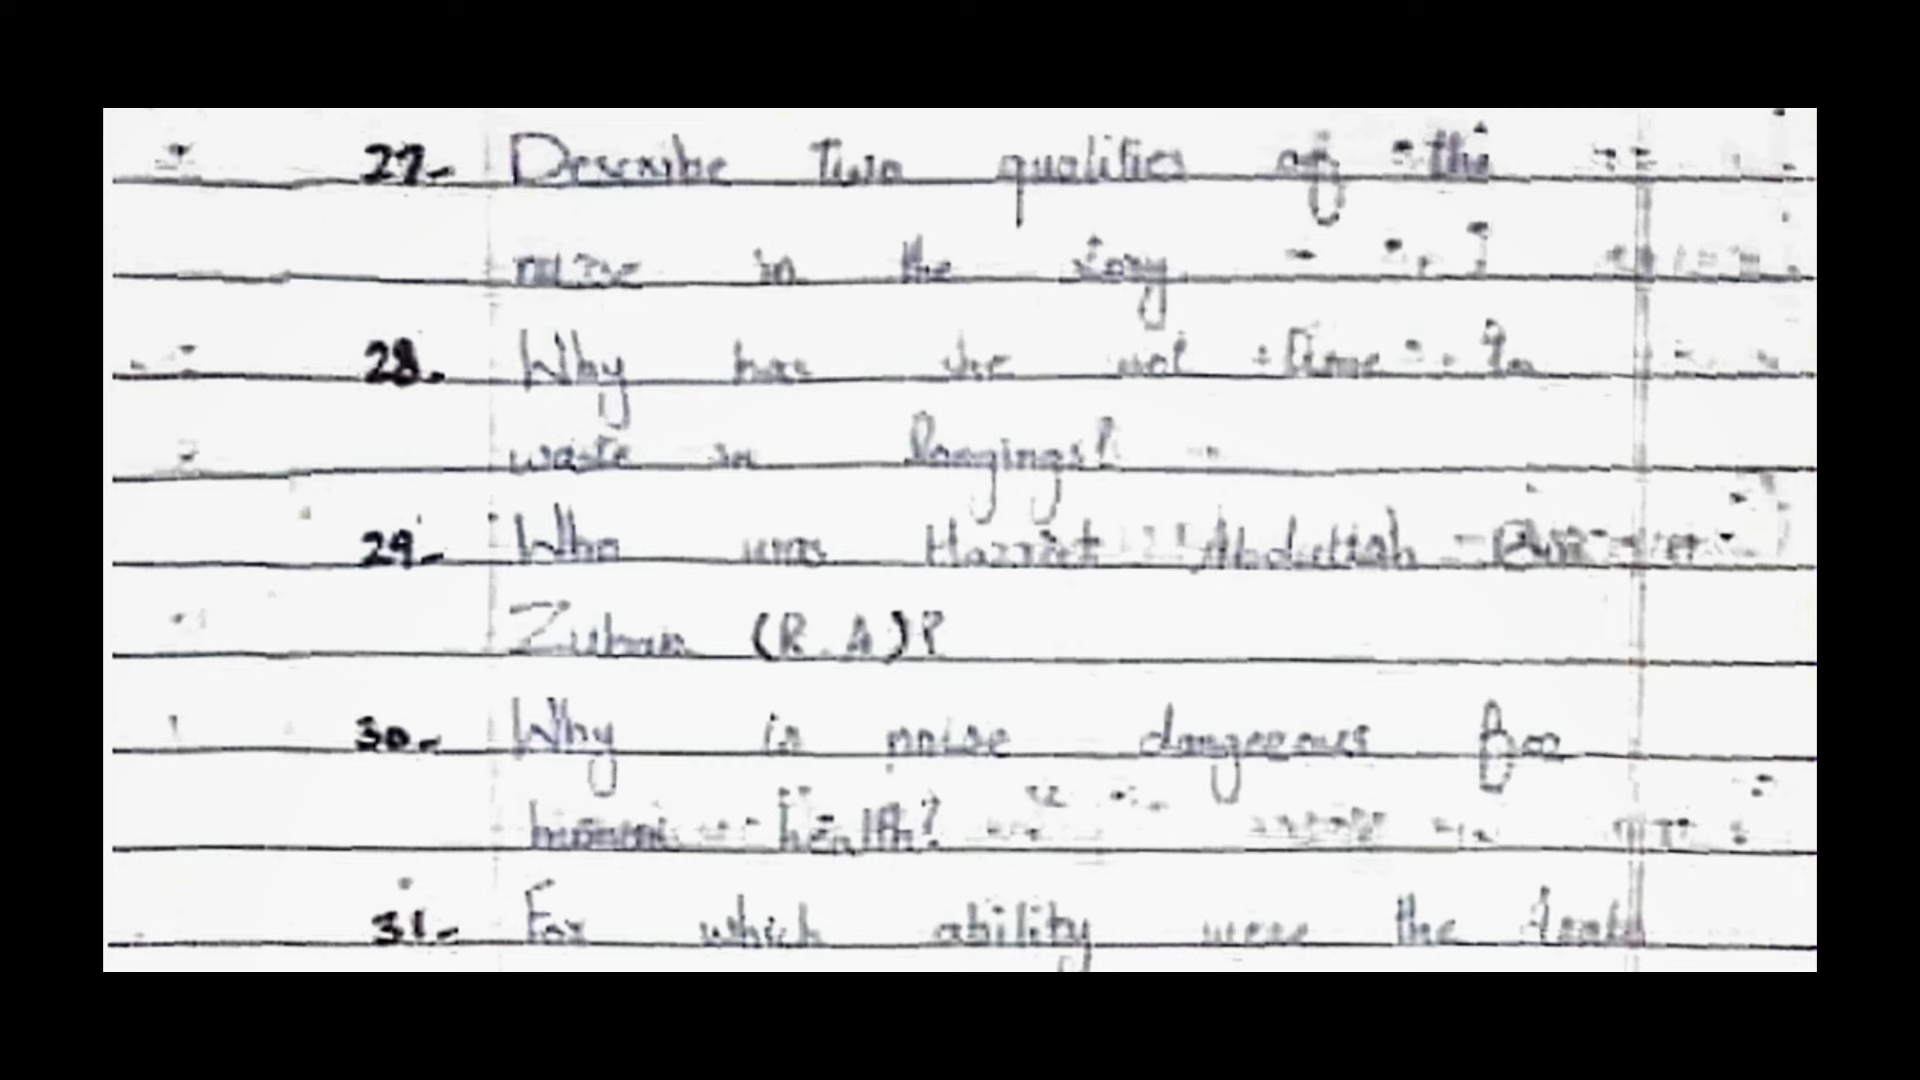 27- Describe Two qualities of the
nurse in the story
28- Why has she not time to
waste in longings?
29- Who was Hazrat Abdullah Bin
Zubair (R.A)?
30- Why is noise dangerous for
human health?
31- For which ability were the